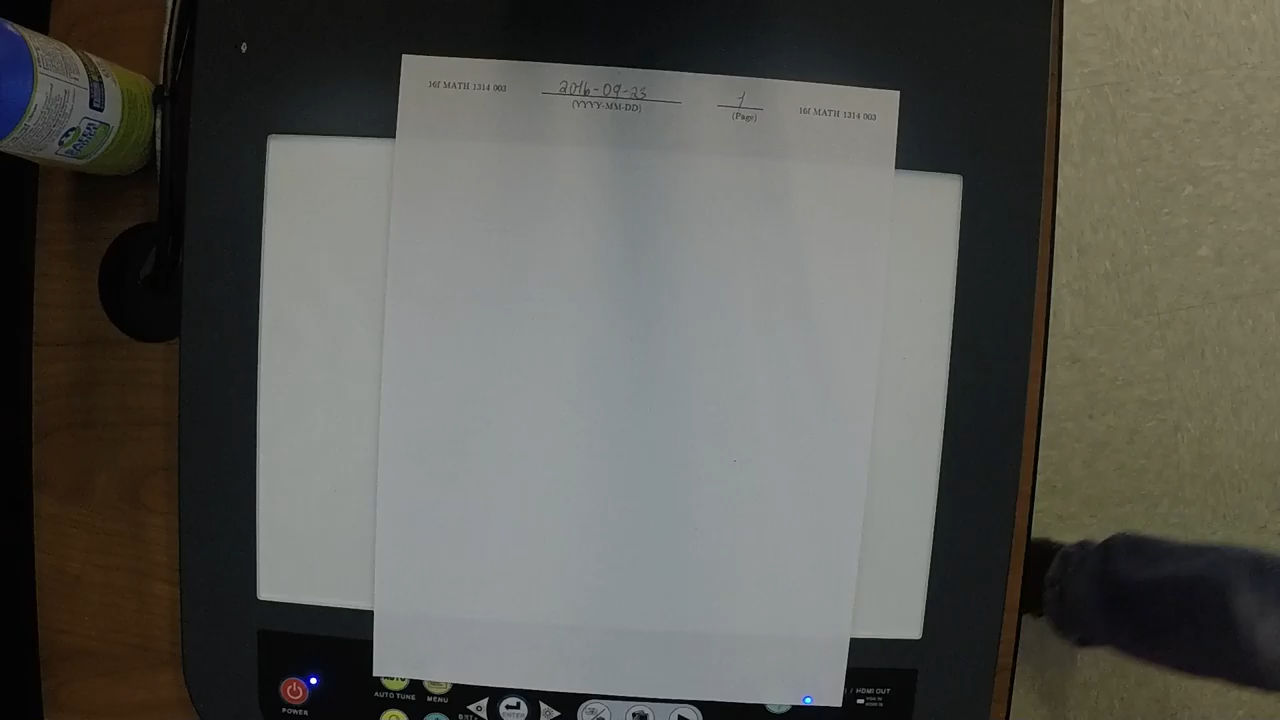 16f MATH 1314 003 2016-09-23 1 16f MATH 1314 003
(YYYY-MM-DD) (Page)
POWER
AUTO TUNE
MENU
ENTER
/ HDMI OUT